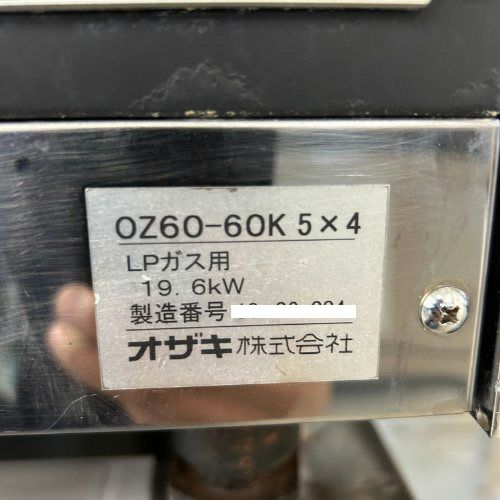 OZ60-60K 5×4
LPガス用
19.6kW
製造番号
オザキ株式会社